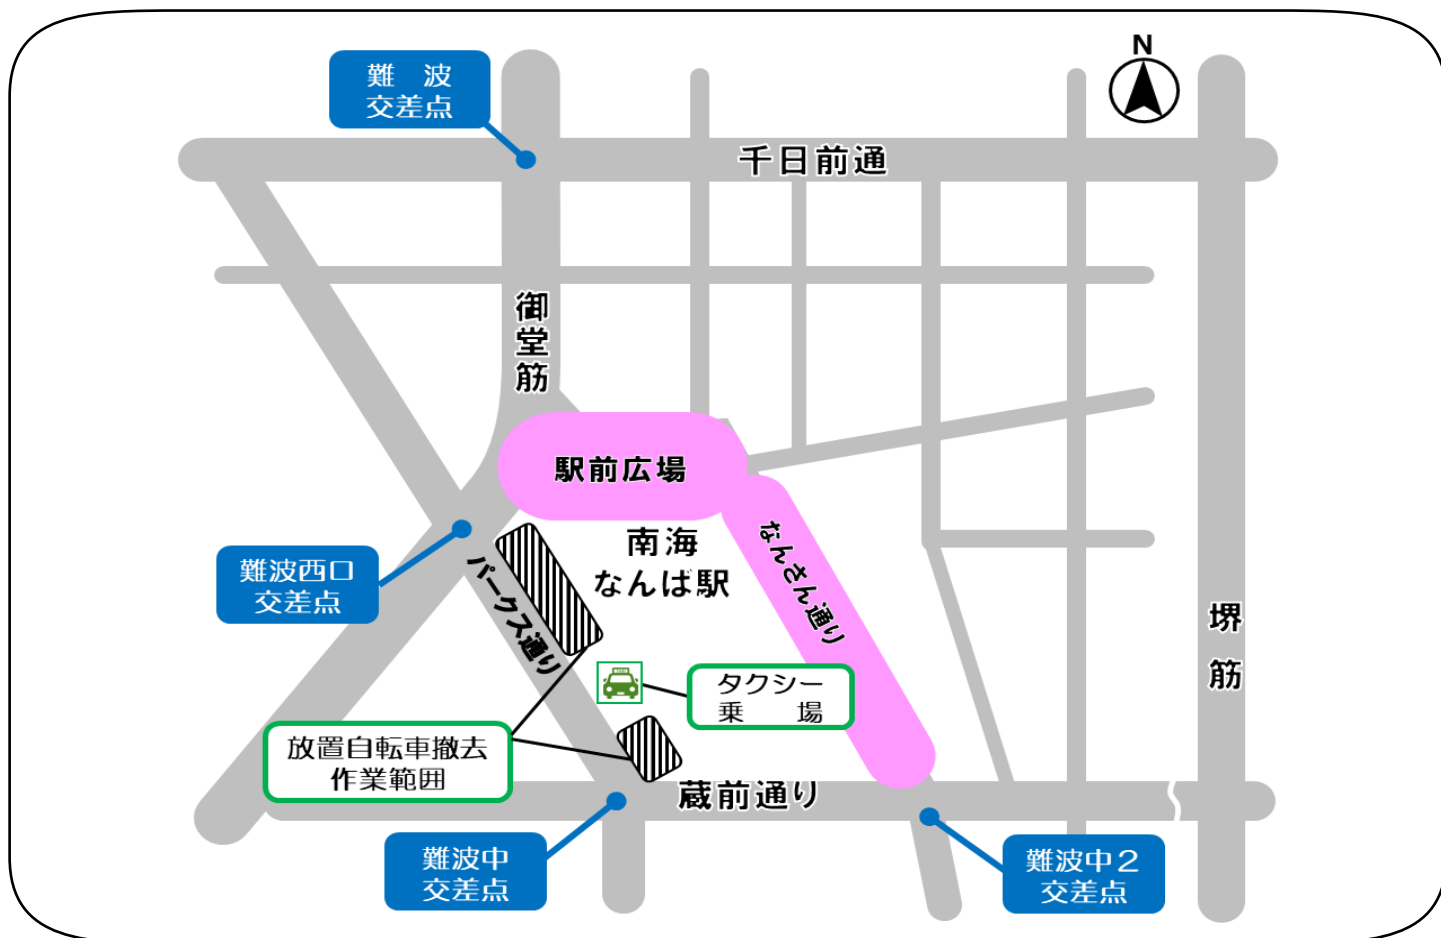 N
難　波
交差点
千日前通
御堂筋
駅前広場
南海
なんば駅
なんさん通り
難波西口
交差点
パークス通り
堺筋
タクシー
乗　場
放置自転車撤去
作業範囲
蔵前通り
難波中
交差点
難波中２
交差点